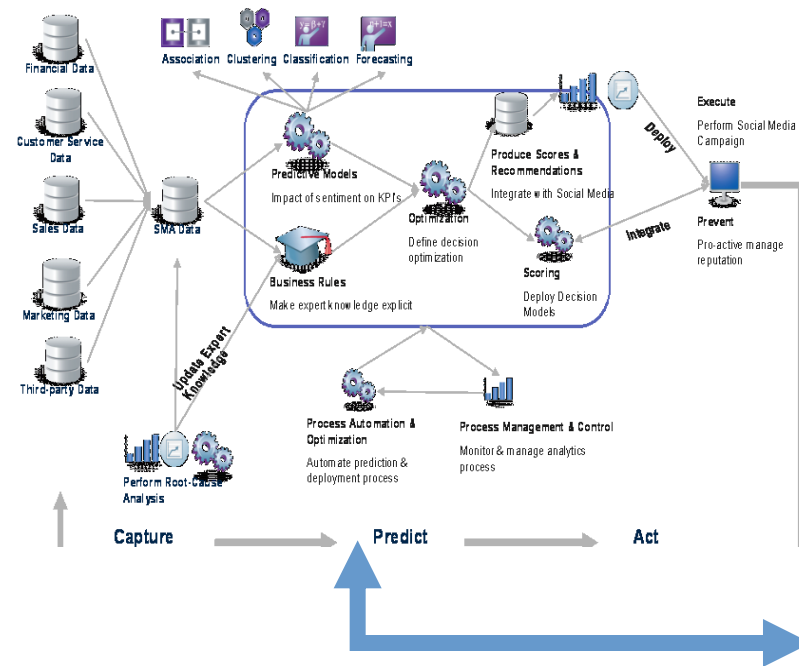 Association
Clustering
Classification
Forecasting
Financial Data
Customer Service
Data
Sales Data
Marketing Data
Third-party Data
SMA Data
Predictive Models
Impact of sentiment on KPI's
Business Rules
Make expert knowledge explicit
Optimization
Define decision
optimization
Produce Scores &
Recommendations
Integrate with Social Media
Scoring
Deploy Decision
Models
Deploy
Integrate
Execute
Perform Social Media
Campaign
Prevent
Pro-active manage
reputation
Update Expert
Knowledge
Perform Root-Cause
Analysis
Process Automation &
Optimization
Automate prediction &
deployment process
Process Management & Control
Monitor & manage analytics
process
Capture
Predict
Act